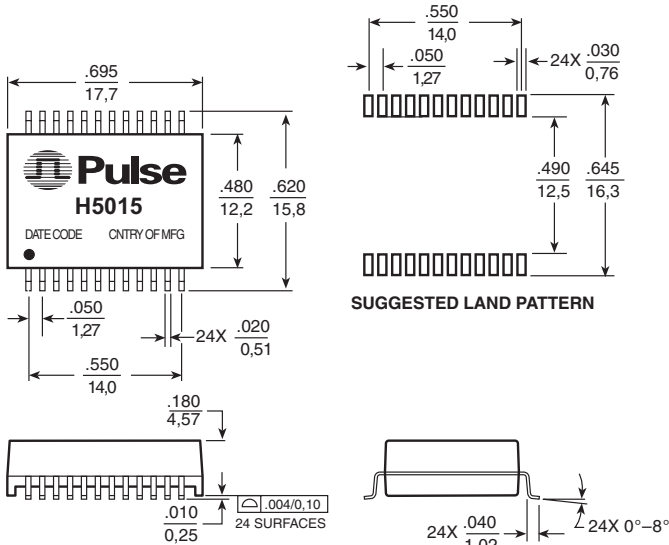 .695
17,7
Pulse
H5015
DATE CODE CNTRY OF MFG
.480
12,2
.620
15,8
.050
1,27
24X .020
0,51
.550
14,0
.550
14,0
.050
1,27
24X .030
0,76
.490
12,5
.645
16,3
SUGGESTED LAND PATTERN
.180
4,57
.010
0,25
.004/0,10
24 SURFACES
24X .040
1,02
24X 0°–8°